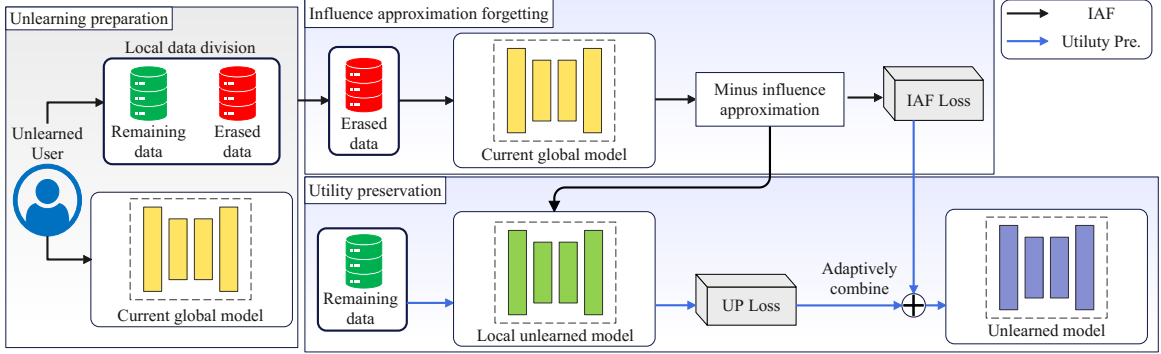 Unlearning preparation
Local data division
Remaining
data
Erased
data
Unlearned
User
Current global model
Influence approximation forgetting
Erased
data
Current global model
Minus influence
approximation
IAF Loss
IAF
Utiluty Pre.
Utility preservation
Remaining
data
Local unlearned model
UP Loss
Adaptively
combine
Unlearned model